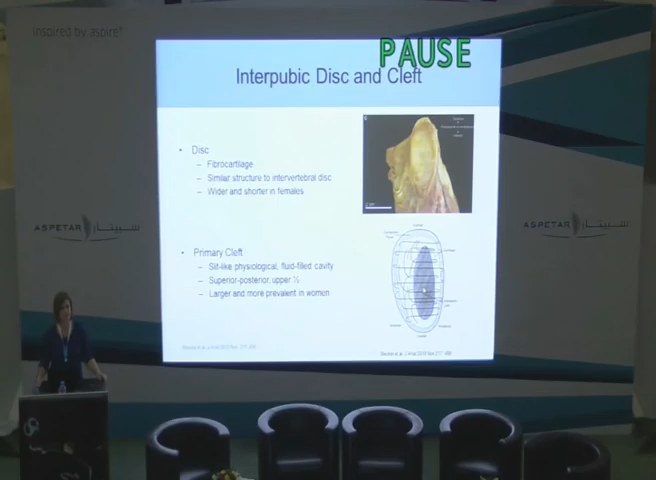 Inspired by aspire
PAUSE
Interpubic Disc and Cleft
• Disc
– Fibrocartilage
– Similar structure to intervertebral disc
– Wider and shorter in females
• Primary Cleft
– Slit-like physiological, fluid-filled cavity
– Superior-posterior, upper ⅓
– Larger and more prevalent in women
ASPETAR سبيتار
ASPETAR سبيتار